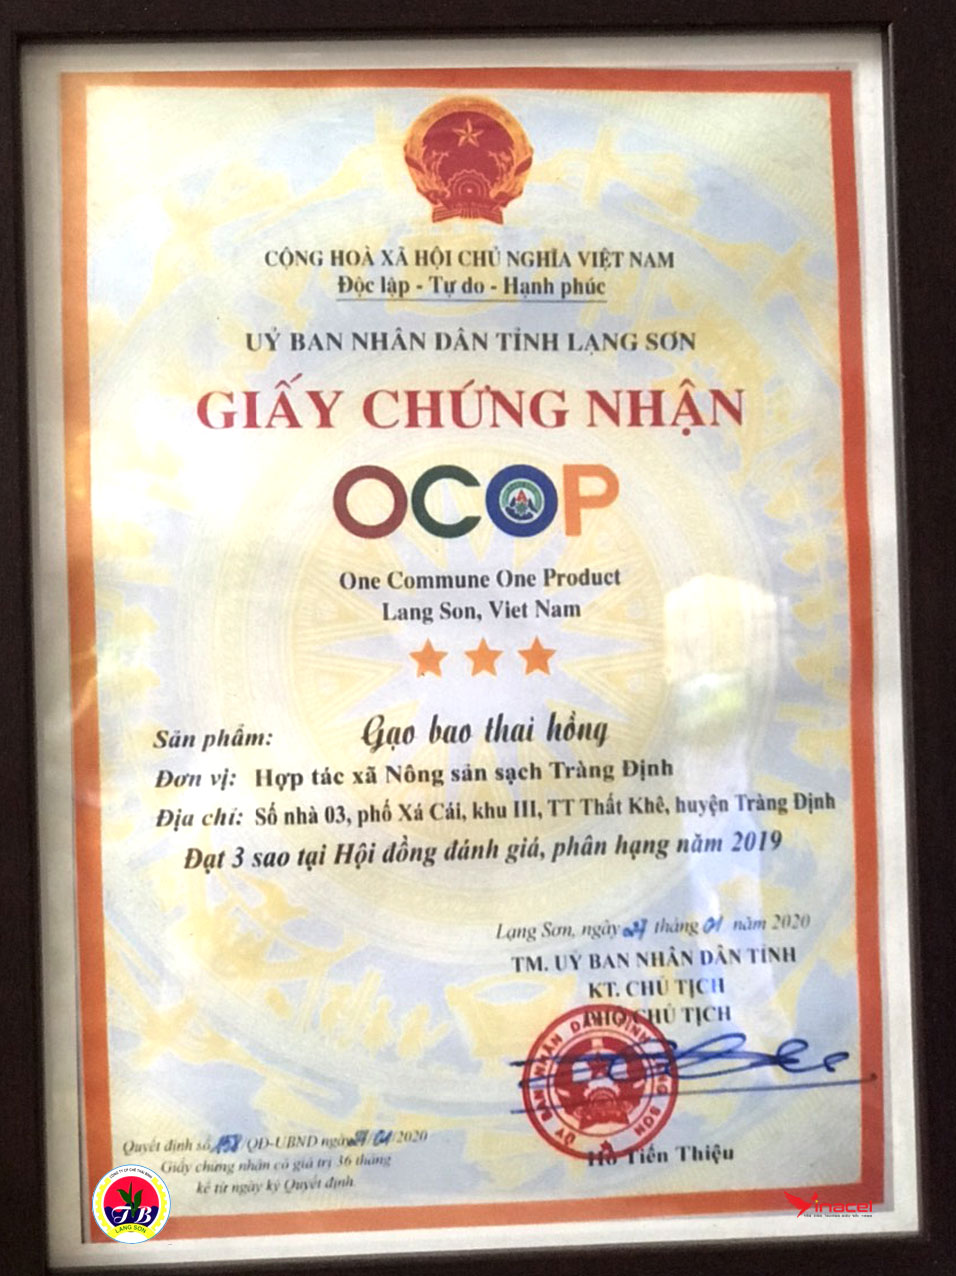 CỘNG HOÀ XÃ HỘI CHỦ NGHĨA VIỆT NAM
Độc lập - Tự do - Hạnh phúc
UỶ BAN NHÂN DÂN TỈNH LẠNG SƠN
GIẤY CHỨNG NHẬN
OCOP
One Commune One Product
Lang Son, Viet Nam
Sản phẩm: Gạo bao thai hồng
Đơn vị: Hợp tác xã Nông sản sạch Tràng Định
Địa chỉ: Số nhà 03, phố Xá Cái, khu III, TT Thất Khê, huyện Tràng Định
Đạt 3 sao tại Hội đồng đánh giá, phân hạng năm 2019
Lạng Sơn, ngày tháng 01 năm 2020
TM. UỶ BAN NHÂN DÂN TỈNH
KT. CHỦ TỊCH
PHÓ CHỦ TỊCH
Hồ Tiến Thiệu
Quyết định số /QĐ-UBND ngày /01/2020
Giấy chứng nhận có giá trị 36 tháng
kể từ ngày ký Quyết định
TB
LẠNG SƠN
Vinacel